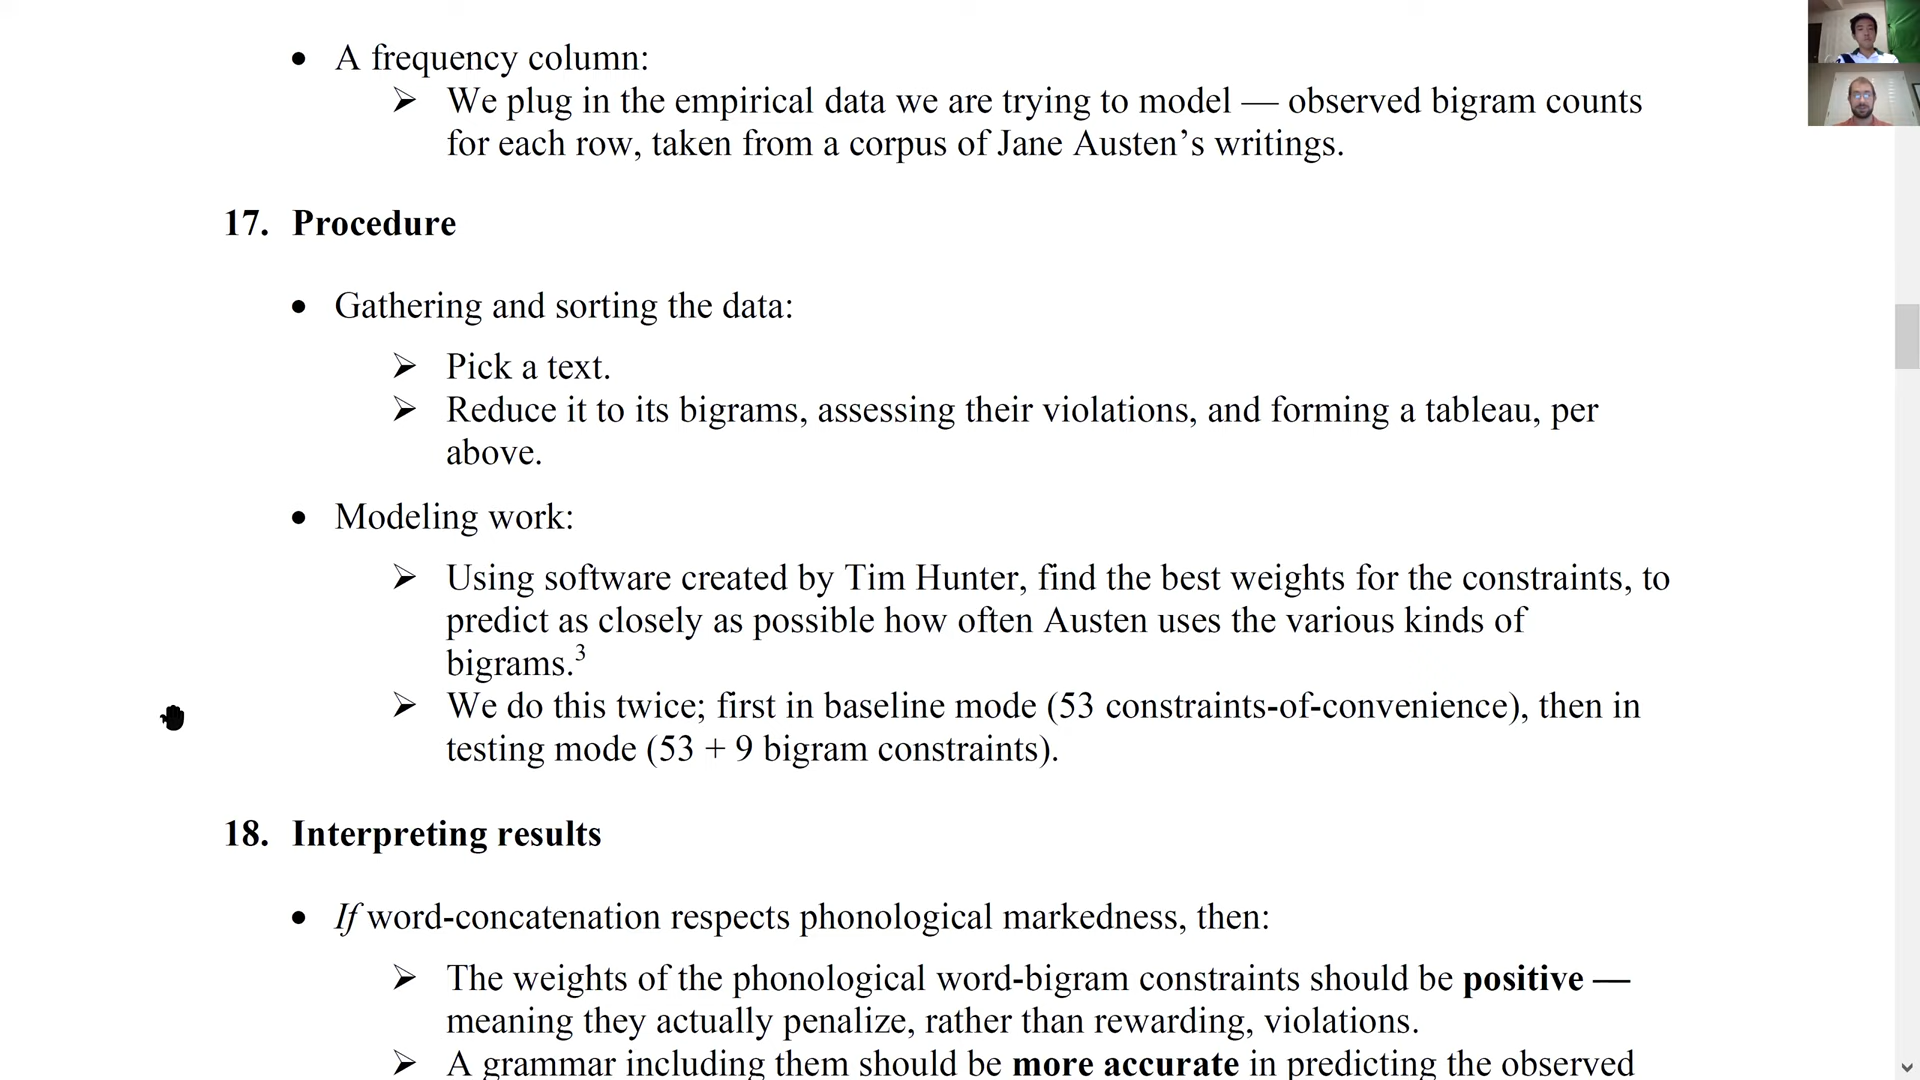 • A frequency column:
➢ We plug in the empirical data we are trying to model — observed bigram counts
for each row, taken from a corpus of Jane Austen’s writings.
17. Procedure
• Gathering and sorting the data:
➢ Pick a text.
➢ Reduce it to its bigrams, assessing their violations, and forming a tableau, per
above.
• Modeling work:
➢ Using software created by Tim Hunter, find the best weights for the constraints, to
predict as closely as possible how often Austen uses the various kinds of
bigrams.3
➢ We do this twice; first in baseline mode (53 constraints-of-convenience), then in
testing mode (53 + 9 bigram constraints).
18. Interpreting results
• If word-concatenation respects phonological markedness, then:
➢ The weights of the phonological word-bigram constraints should be positive —
meaning they actually penalize, rather than rewarding, violations.
➢ A grammar including them should be more accurate in predicting the observed